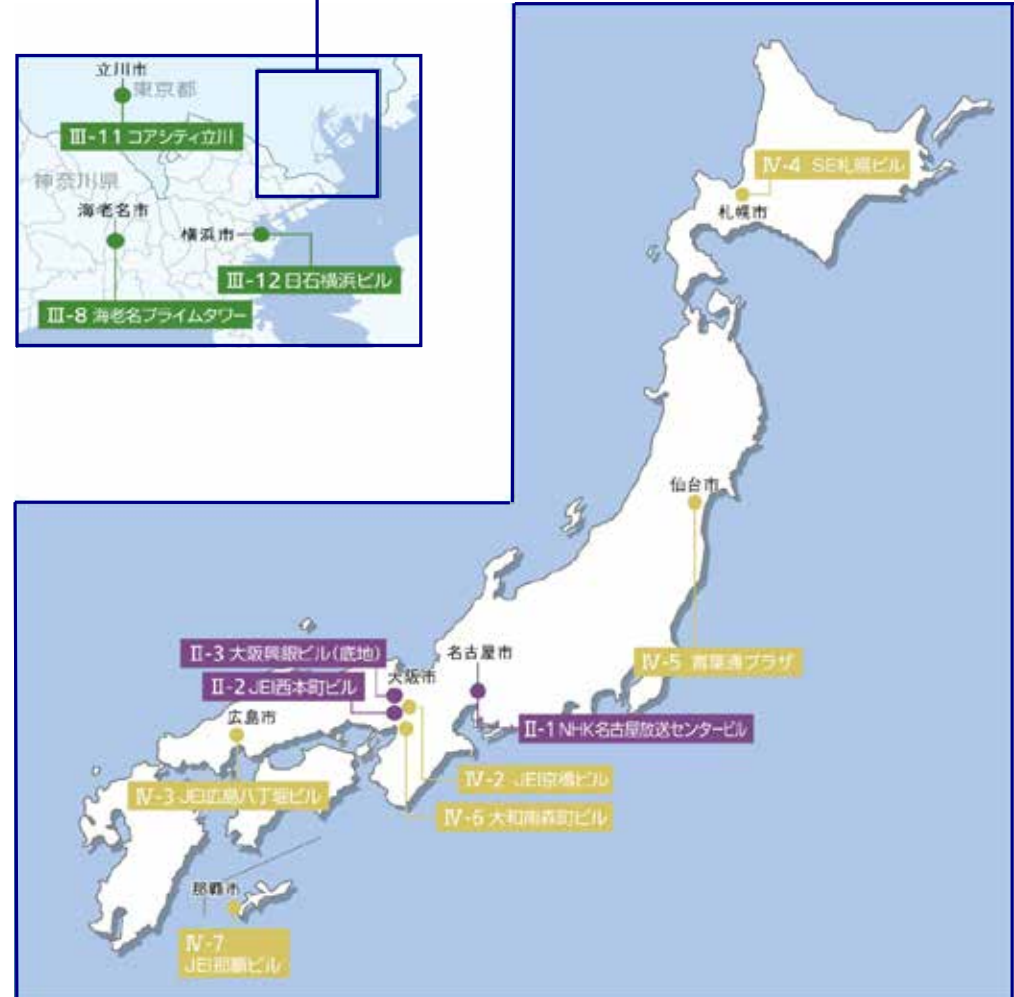 立川市
東京都
Ⅲ-11 コアシティ立川
神奈川県
海老名市
横浜市
Ⅲ-12 日石横浜ビル
Ⅲ-8 海老名プライムタワー
Ⅳ-4 SE札幌ビル
札幌市
仙台市
Ⅳ-5 青葉通プラザ
Ⅱ-3 大阪興銀ビル(底地)
名古屋市
大阪市
Ⅱ-2 JEI西本町ビル
広島市
Ⅱ-1 NHK名古屋放送センタービル
Ⅳ-2 JEI京橋ビル
Ⅳ-3 JEI広島八丁堀ビル
Ⅳ-6 大和南森町ビル
那覇市
Ⅳ-7
JEI那覇ビル